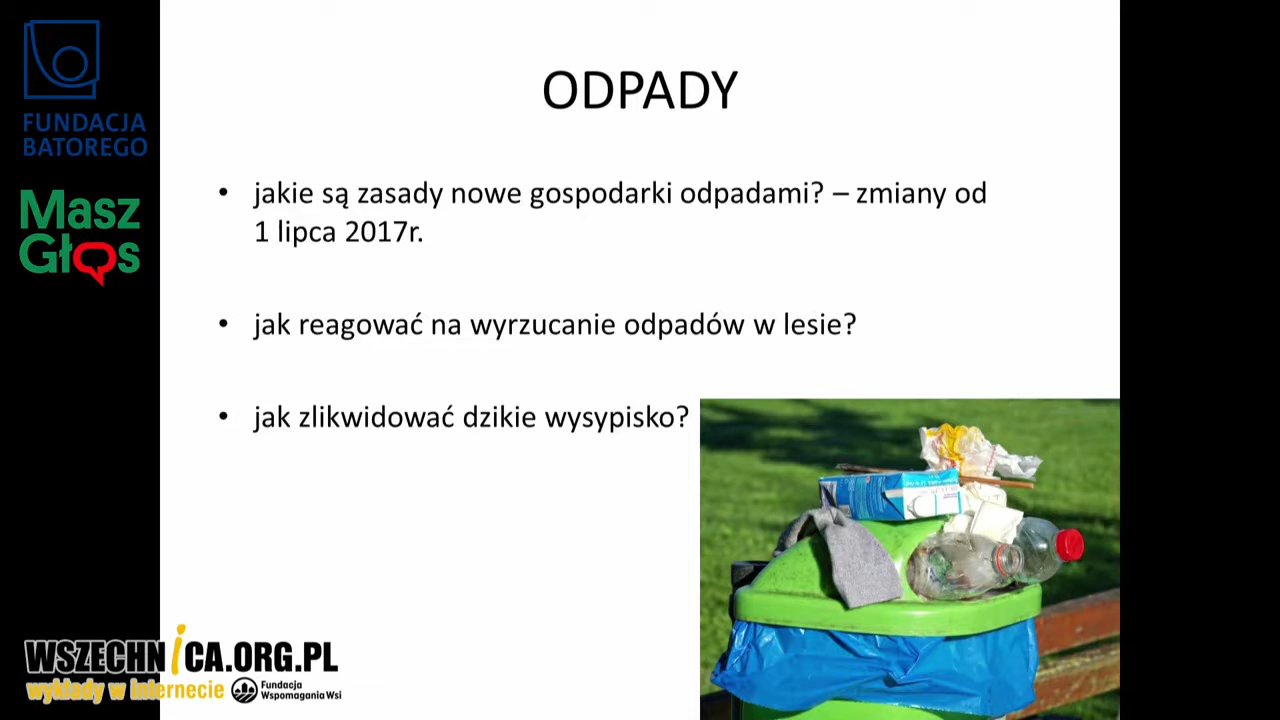 FUNDACJA
BATOREGO
Masz
Głos
ODPADY
• jakie są zasady nowe gospodarki odpadami? – zmiany od
1 lipca 2017r.
• jak reagować na wyrzucanie odpadów w lesie?
• jak zlikwidować dzikie wysypisko?
WSZECHNiCA.ORG.PL
wykłady w internecie
Fundacja
Wspomagania Wsi